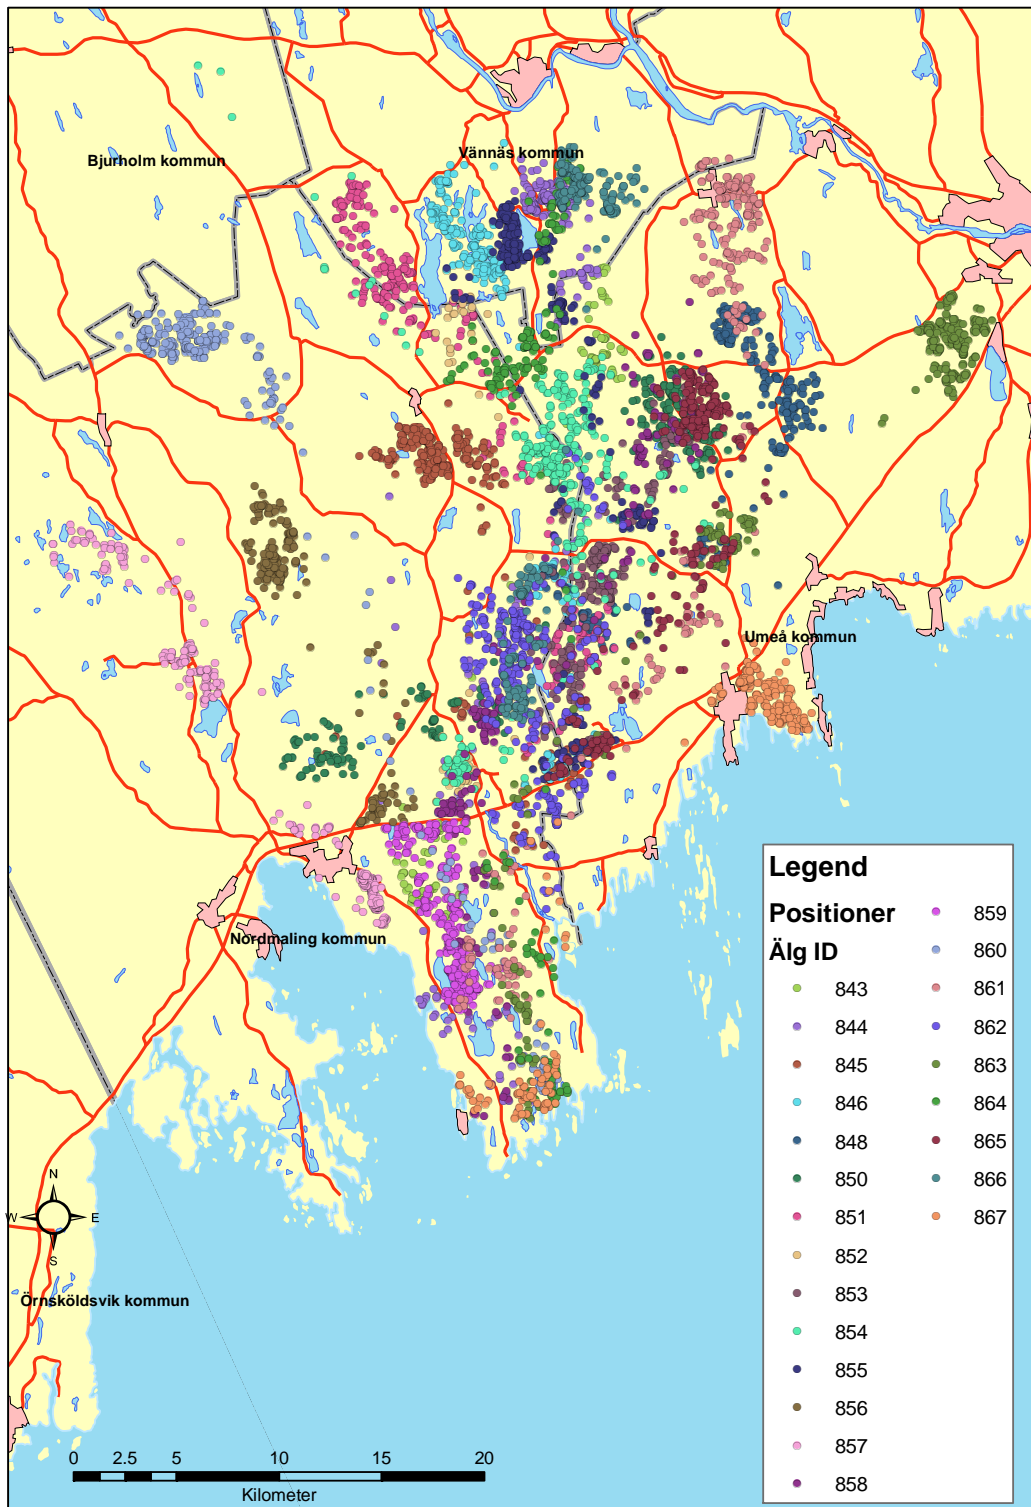 Bjurholm kommun
Vännäs kommun
Umeå kommun
Nordmaling kommun
Örnsköldsvik kommun
N
W
E
S
0
2.5
5
10
15
20
Kilometer
Legend
Positioner
Älg ID
843
844
845
846
848
850
851
852
853
854
855
856
857
858
859
860
861
862
863
864
865
866
867